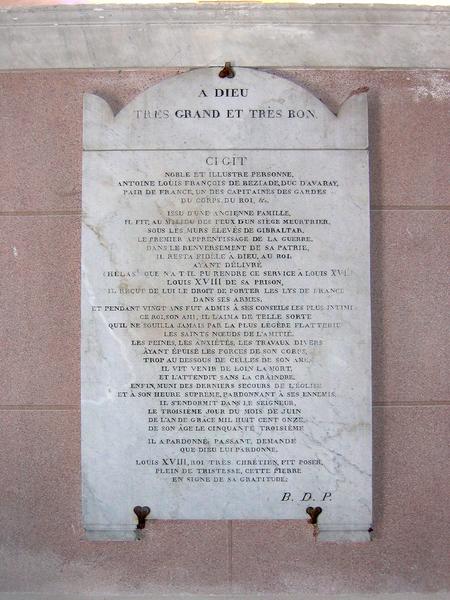 A DIEU
TRES GRAND ET TRÈS BON.
CI GIT
NOBLE ET ILLUSTRE PERSONNE,
ANTOINE LOUIS FRANÇOIS DE BEZIADE, DUC D'AVARAY,
PAIR DE FRANCE, UN DES CAPITAINES DES GARDES
DU CORPS, DU ROI, &c.
ISSU D'UNE ANCIENNE FAMILLE,
IL FIT, AU MILIEU DES FEUX D'UN SIÉGE MEURTRIER,
SOUS LES MURS ÉLEVÉS DE GIBRALTAR,
LE PREMIER APPRENTISSAGE DE LA GUERRE.
DANS LE RENVERSEMENT DE SA PATRIE,
IL RESTA FIDÈLE A DIEU, AU ROI.
AYANT DÉLIVRÉ
(HÉLAS! QUE N'A T IL PU RENDRE CE SERVICE À LOUIS XVI!)
LOUIS XVIII DE SA PRISON,
IL REÇUT DE LUI LE DROIT DE PORTER LES LYS DE FRANCE
DANS SES ARMES,
ET PENDANT VINGT ANS FUT ADMIS À SES CONSEILS LES PLUS INTIMES
CE ROI, SON AMI, IL L'AIMA DE TELLE SORTE
QU'IL NE SOUILLA JAMAIS PAR LA PLUS LÉGÈRE FLATTERIE
LES SAINTS NŒUDS DE L'AMITIÉ.
LES PEINES, LES ANXIÉTÉS, LES TRAVAUX DIVERS
AYANT ÉPUISÉ LES FORCES DE SON CORPS,
TROP AU DESSOUS DE CELLES DE SON AME,
IL VIT VENIR DE LOIN LA MORT,
ET L'ATTENDIT SANS LA CRAINDRE.
ENFIN, MUNI DES DERNIERS SECOURS DE L'ÉGLISE
ET À SON HEURE SUPRÈME, PARDONNANT À SES ENNEMIS,
IL S'ENDORMIT DANS LE SEIGNEUR,
LE TROISIÈME JOUR DU MOIS DE JUIN
DE L'AN DE GRÂCE MIL HUIT CENT ONZE,
DE SON ÂGE LE CINQUANTE TROISIÈME
IL A PARDONNÉ; PASSANT, DEMANDE
QUE DIEU LUI PARDONNE.
LOUIS XVIII, ROI TRÈS CHRÉTIEN, FIT POSER,
PLEIN DE TRISTESSE, CETTE PIERRE
EN SIGNE DE SA GRATITUDE;
B. D. P.